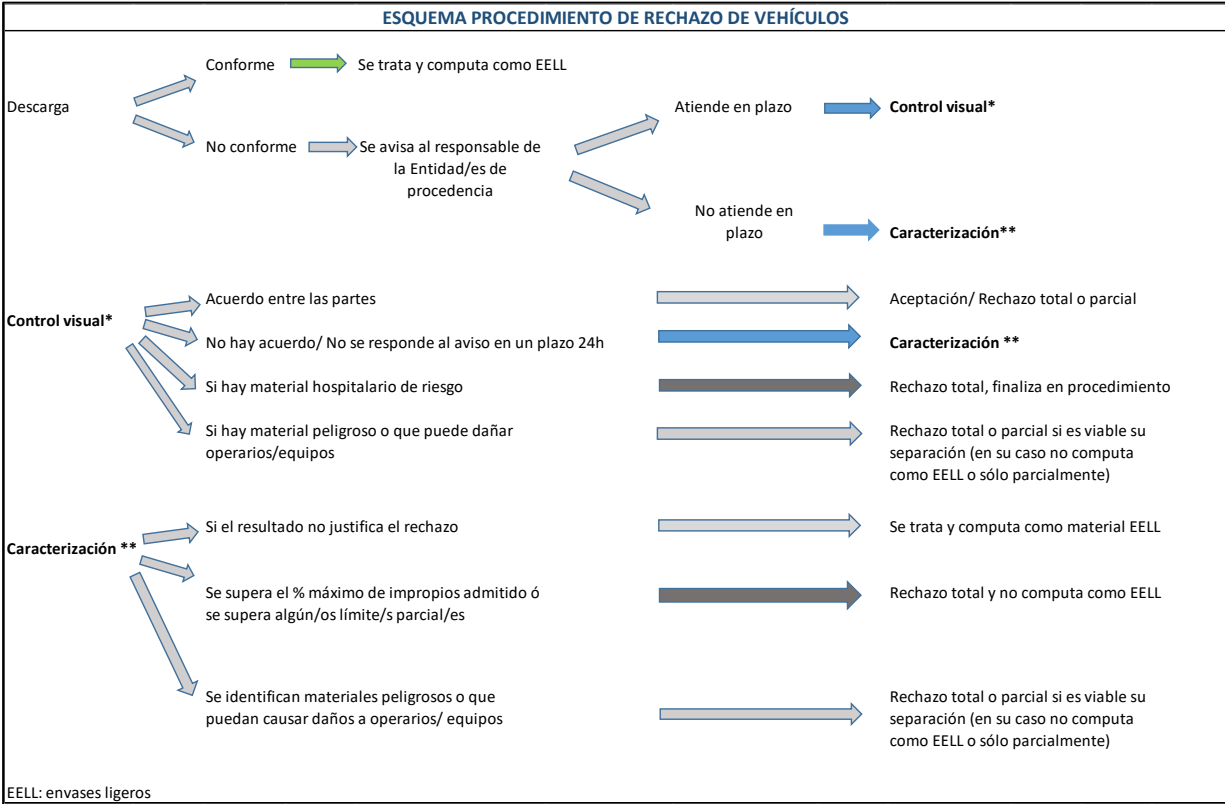 ESQUEMA PROCEDIMIENTO DE RECHAZO DE VEHÍCULOS
Conforme
Se trata y computa como EELL
Descarga
Atiende en plazo
Control visual*
No conforme
Se avisa al responsable de
la Entidad/es de
procedencia
No atiende en
plazo
Caracterización**
Control visual*
Acuerdo entre las partes
Aceptación/ Rechazo total o parcial
No hay acuerdo/ No se responde al aviso en un plazo 24h
Caracterización **
Si hay material hospitalario de riesgo
Rechazo total, finaliza en procedimiento
Si hay material peligroso o que puede dañar
operarios/equipos
Rechazo total o parcial si es viable su
separación (en su caso no computa
como EELL o sólo parcialmente)
Caracterización **
Si el resultado no justifica el rechazo
Se trata y computa como material EELL
Se supera el % máximo de impropios admitido ó
se supera algún/os límite/s parcial/es
Rechazo total y no computa como EELL
Se identifican materiales peligrosos o que
puedan causar daños a operarios/ equipos
Rechazo total o parcial si es viable su
separación (en su caso no computa
como EELL o sólo parcialmente)
EELL: envases ligeros